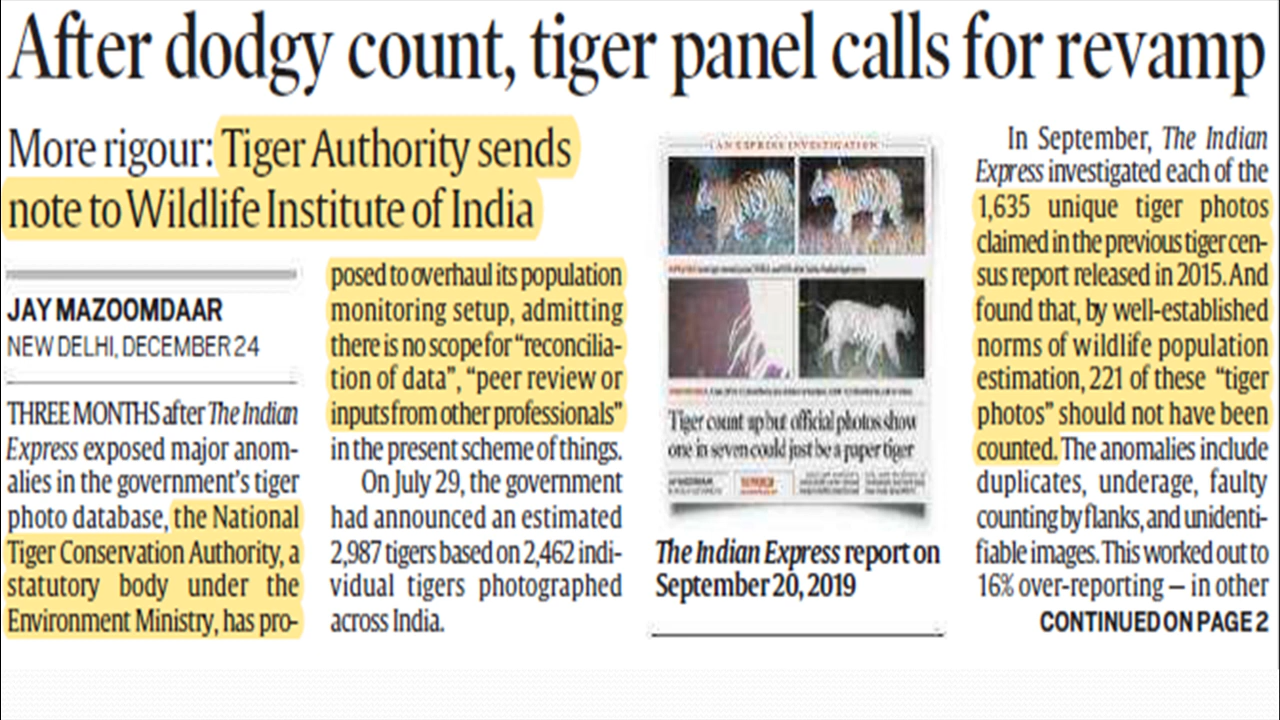 After dodgy count, tiger panel calls for revamp
More rigour: Tiger Authority sends
note to Wildlife Institute of India
JAY MAZOOMDAAR
NEW DELHI, DECEMBER 24
THREE MONTHS after The Indian
Express exposed major anom-
alies in the government's tiger
photo database, the National
Tiger Conservation Authority, a
statutory body under the
Environment Ministry, has pro-
posed to overhaul its population
monitoring setup, admitting
there is no scope for "reconcilia-
tion of data", "peer review or
inputs from other professionals"
in the present scheme of things.
On July 29, the government
had announced an estimated
2,987 tigers based on 2,462 indi-
vidual tigers photographed
across India.
AN EXPRESS INVESTIGATION
Tiger count up but official photos show
one in seven could just be a paper tiger
The Indian Express report on
September 20, 2019
In September, The Indian
Express investigated each of the
1,635 unique tiger photos
claimed in the previous tiger cen-
sus report released in 2015. And
found that, by well-established
norms of wildlife population
estimation, 221 of these "tiger
photos" should not have been
counted. The anomalies include
duplicates, underage, faulty
counting by flanks, and unidenti-
fiable images. This worked out to
16% over-reporting — in other
CONTINUED ON PAGE 2